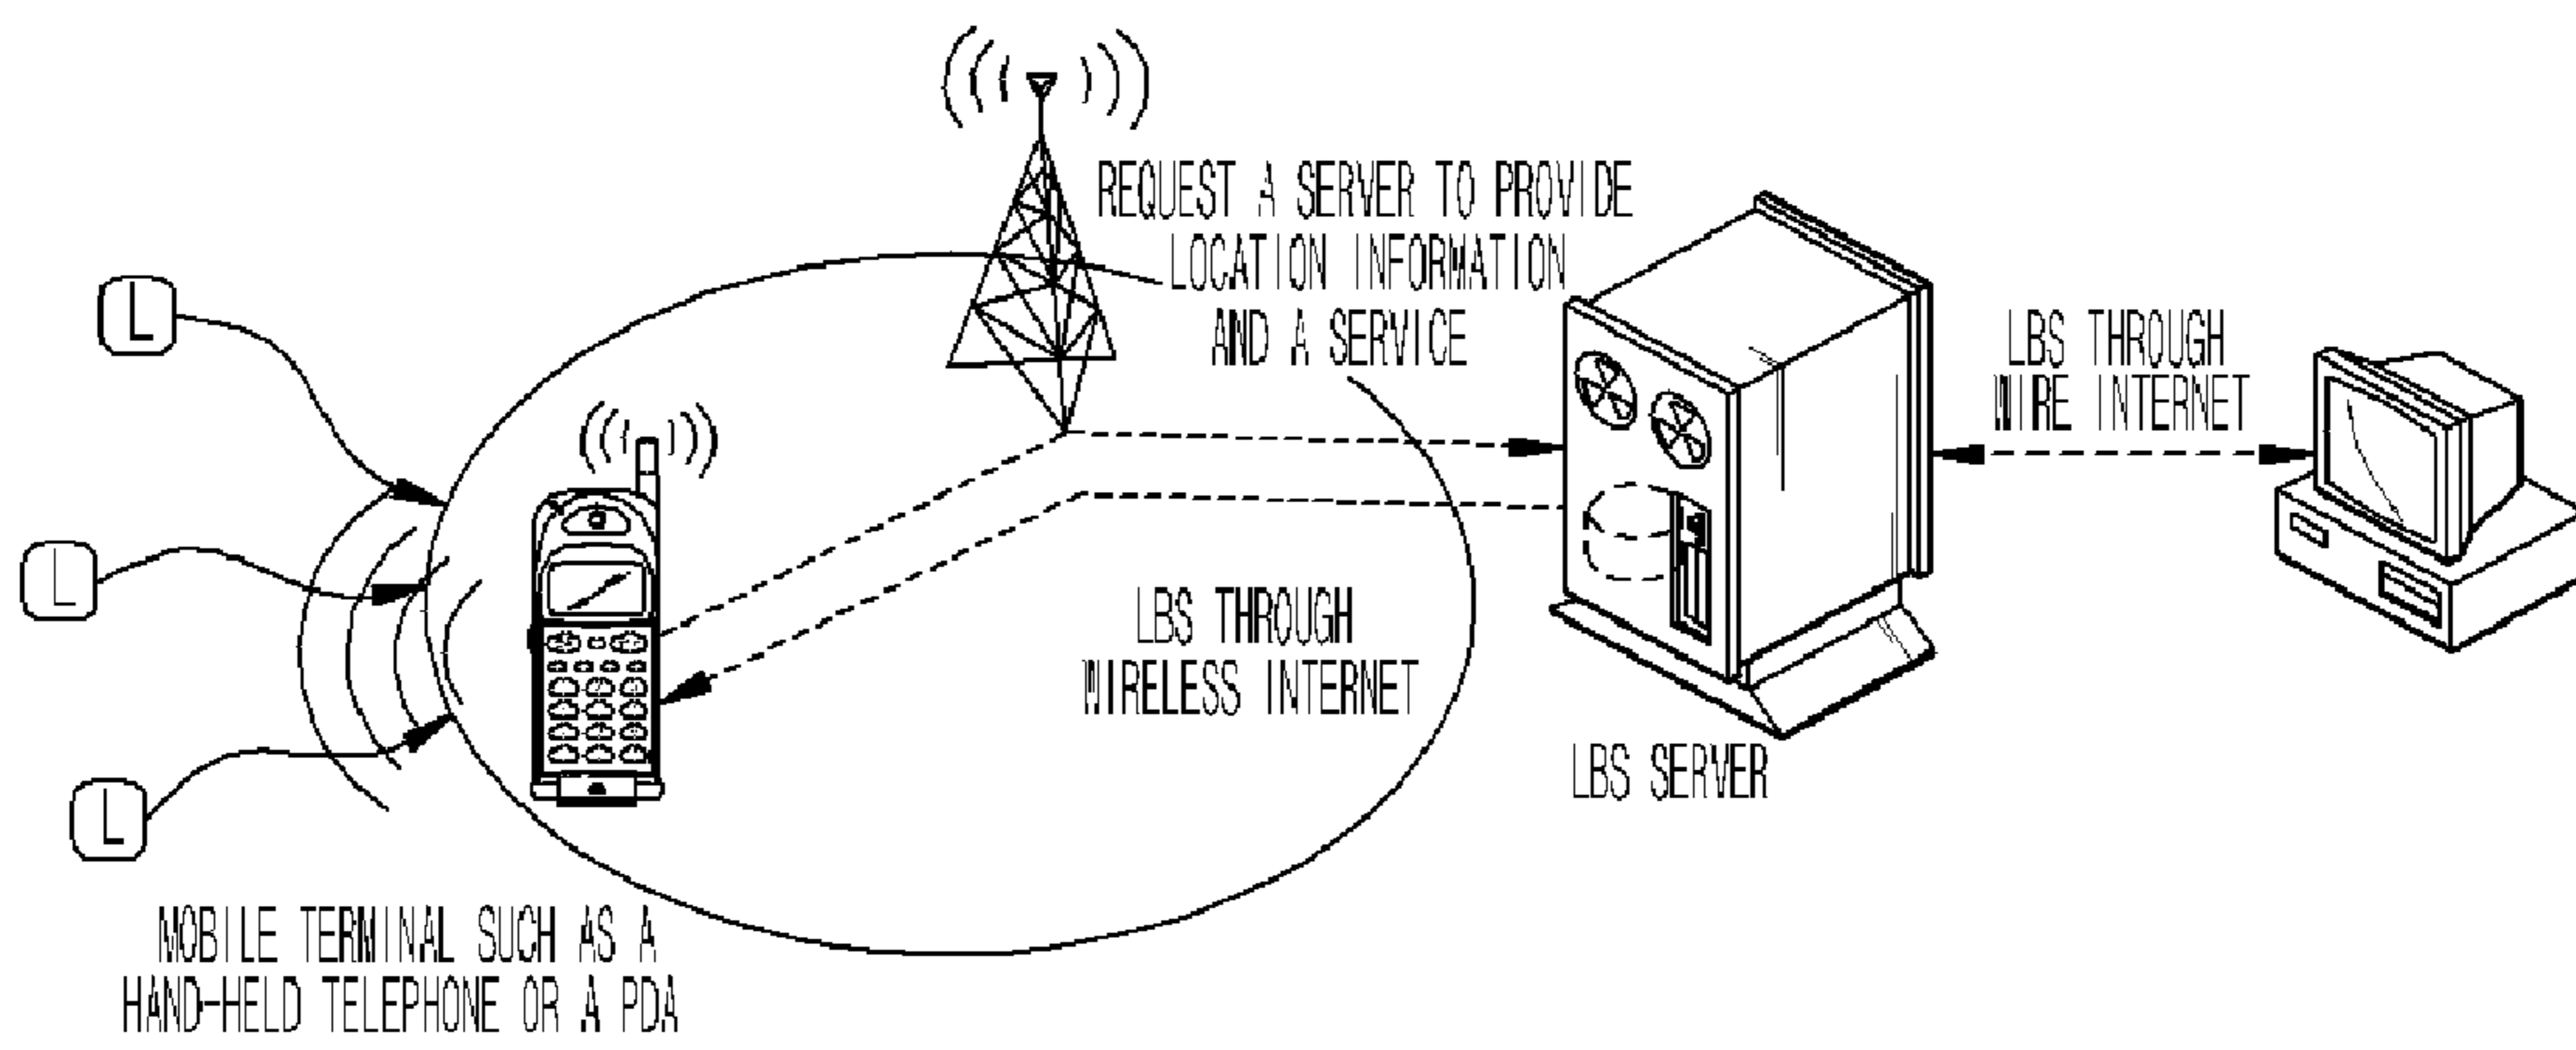 REQUEST A SERVER TO PROVIDE
LOCATION INFORMATION
AND A SERVICE
L
L
L
LBS THROUGH
WIRE INTERNET
LBS THROUGH
WIRELESS INTERNET
LBS SERVER
MOBILE TERMINAL SUCH AS A
HAND-HELD TELEPHONE OR A PDA